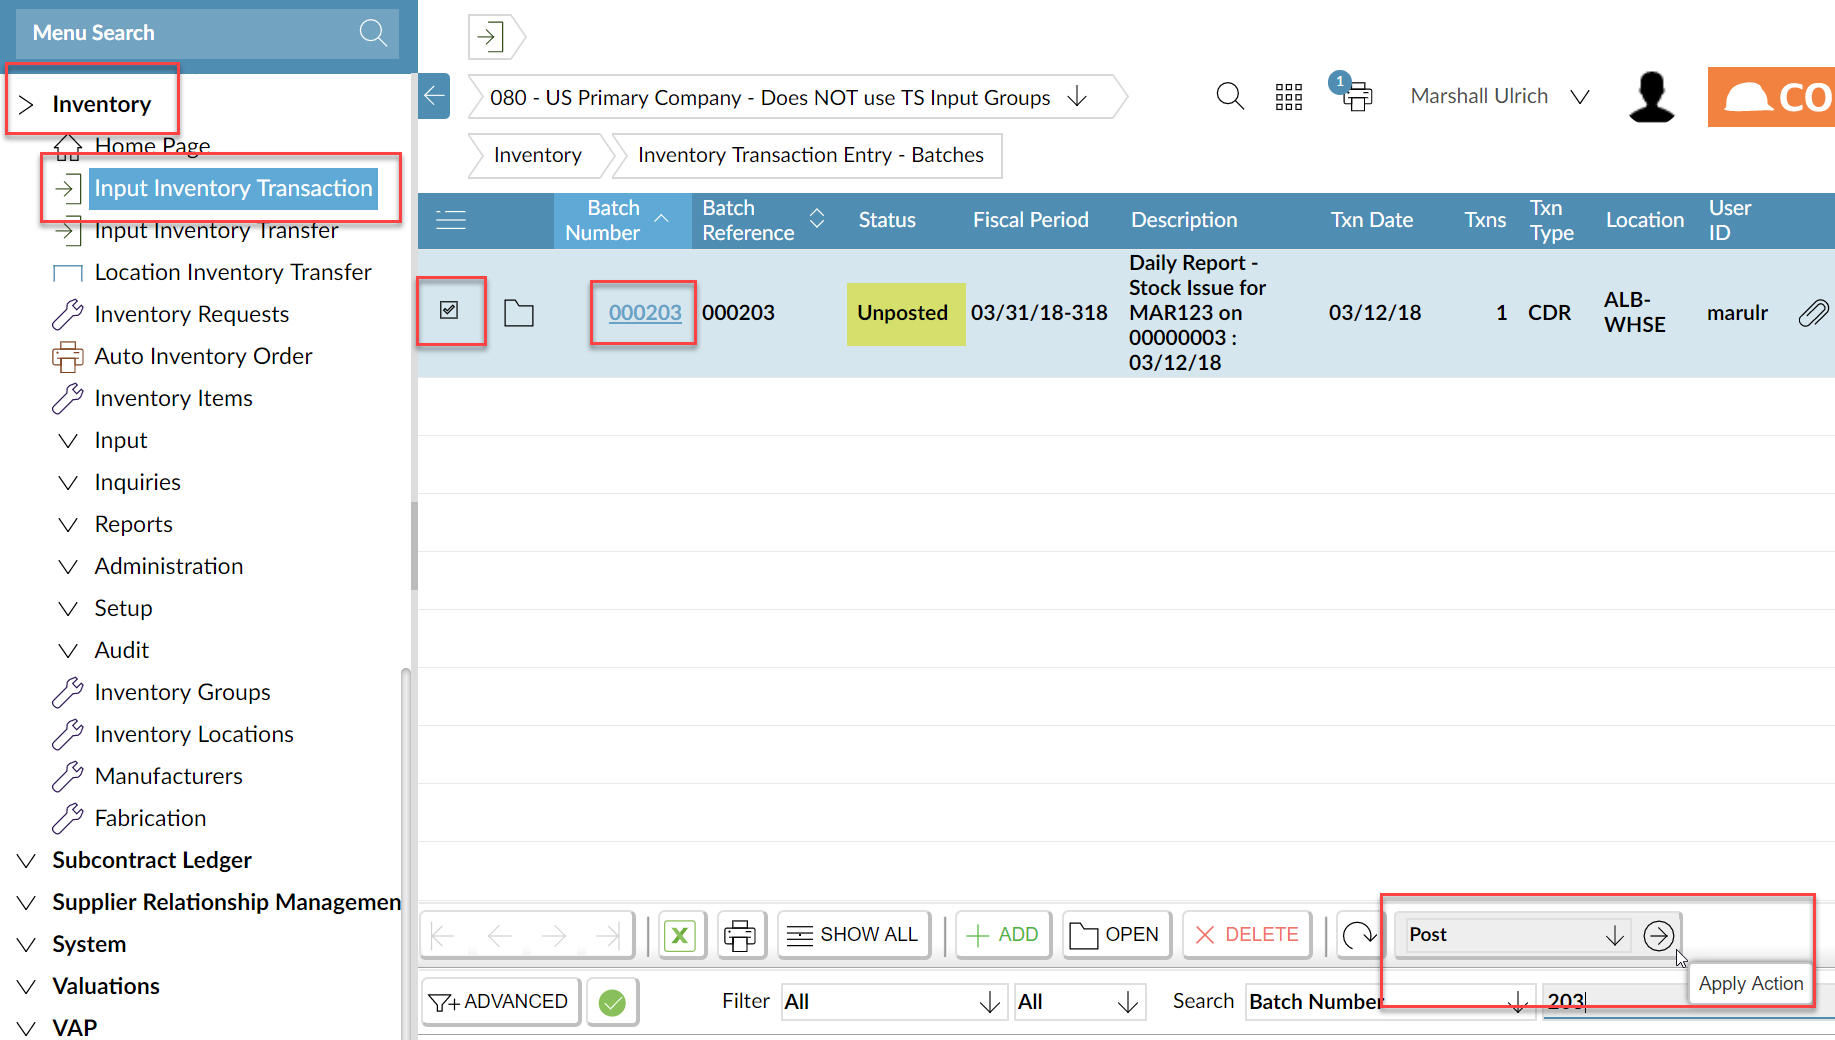 Menu Search
Inventory
Home Page
Input Inventory Transaction
Input Inventory Transfer
Location Inventory Transfer
Inventory Requests
Auto Inventory Order
Inventory Items
Input
Inquiries
Reports
Administration
Setup
Audit
Inventory Groups
Inventory Locations
Manufacturers
Fabrication
Subcontract Ledger
Supplier Relationship Managemen
System
Valuations
VAP
080 - US Primary Company - Does NOT use TS Input Groups
1
Marshall Ulrich
CO
Inventory
Inventory Transaction Entry - Batches
Batch
Number
Batch
Reference
Status
Fiscal Period
Description
Txn Date
Txns
Txn
Type
Location
User
ID
000203
000203
Unposted
03/31/18-318
Daily Report -
Stock Issue for
MAR123 on
00000003 :
03/12/18
03/12/18
1
CDR
ALB-
WHSE
marulr
SHOW ALL
ADD
OPEN
DELETE
Post
Apply Action
ADVANCED
Filter
All
All
Search
Batch Number
203